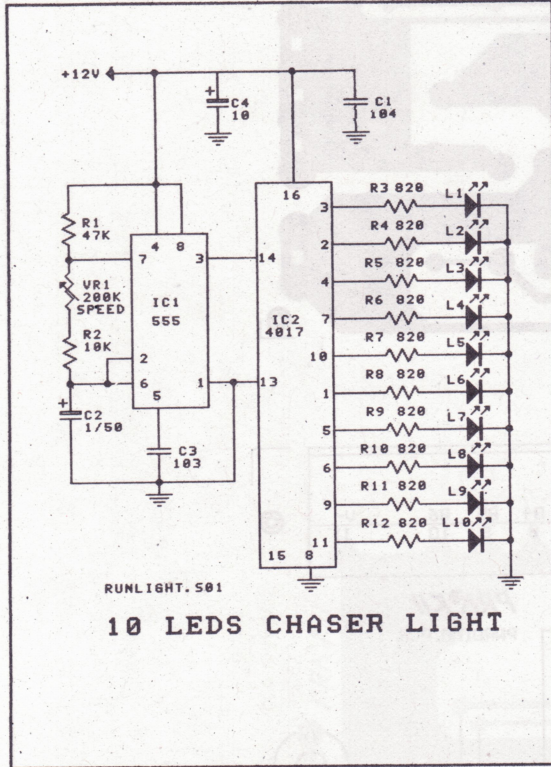 +12V
C4
10
C1
104
R1
47K
VR1
200K
SPEED
R2
10K
C2
1/50
C3
103
4 8
7
3
IC1
555
2
6
1
5
16
14
IC2
4017
13
15
8
3
2
4
7
10
1
5
6
9
11
R3 820 L1
R4 820 L2
R5 820 L3
R6 820 L4
R7 820 L5
R8 820 L6
R9 820 L7
R10 820 L8
R11 820 L9
R12 820 L10
RUNLIGHT.S01
10 LEDS CHASER LIGHT